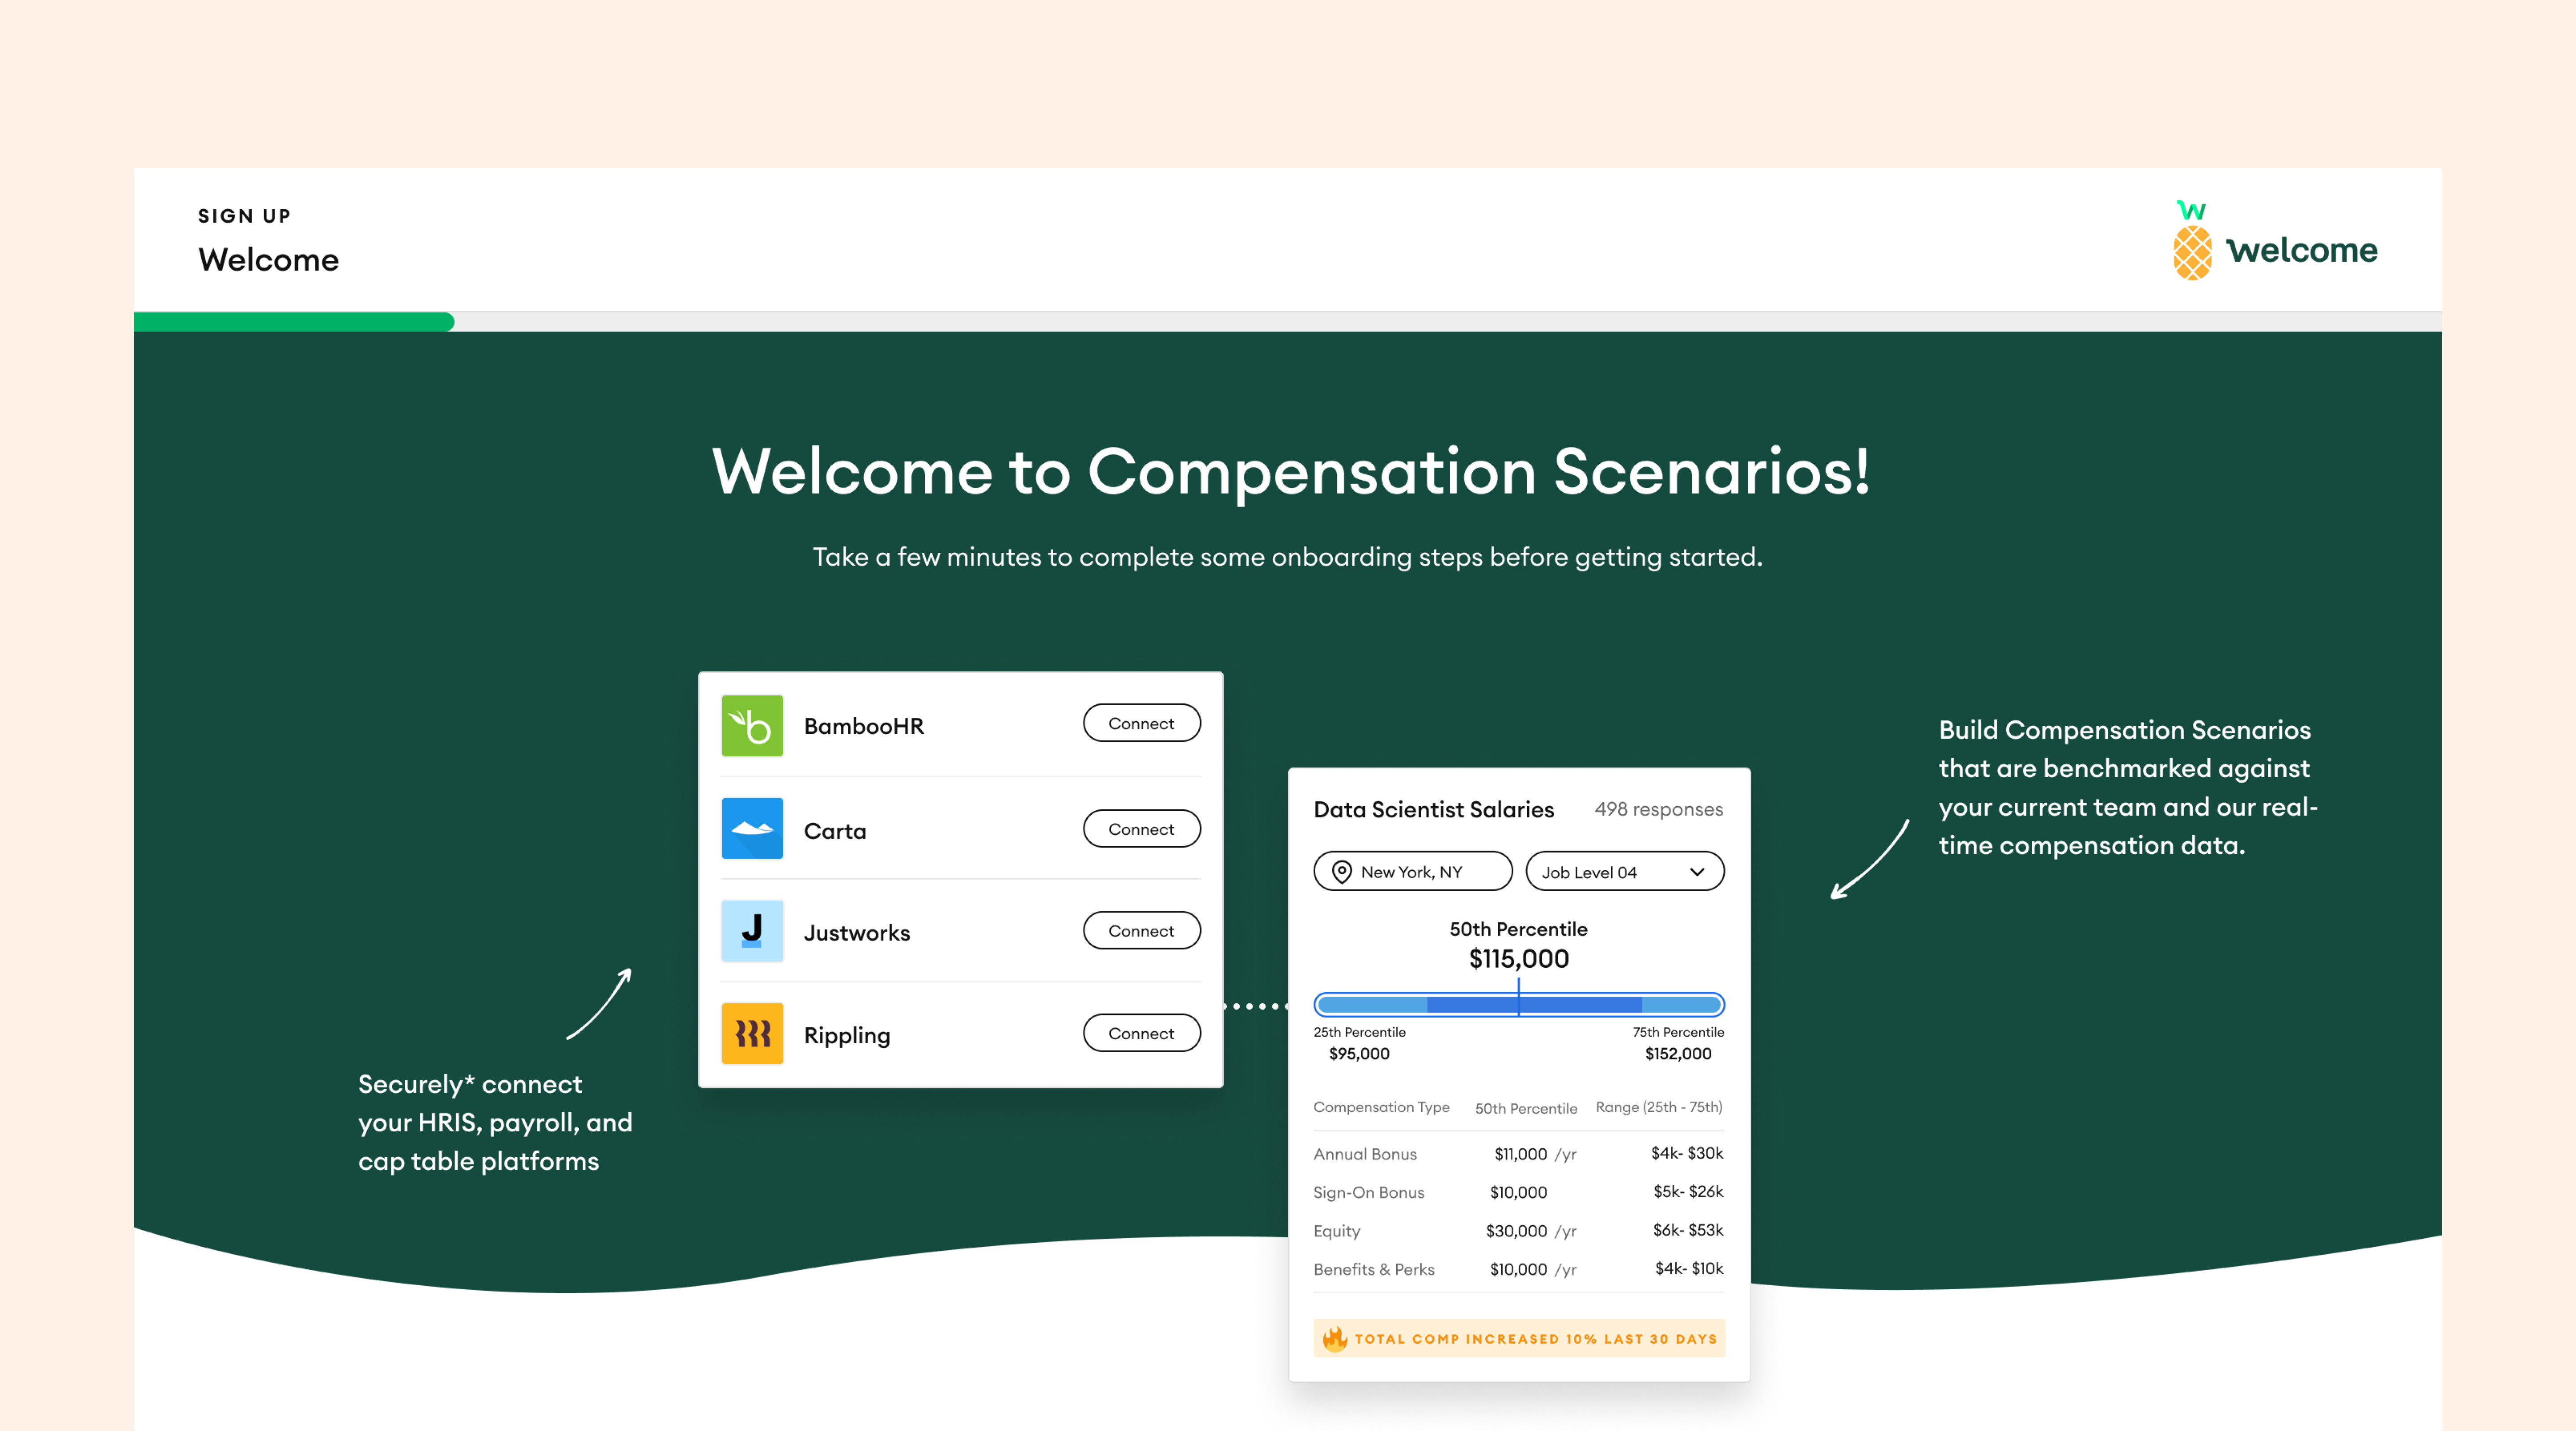 SIGN UP
Welcome
w
welcome
Welcome to Compensation Scenarios!
Take a few minutes to complete some onboarding steps before getting started.
b
BambooHR
Connect
Carta
Connect
J
Justworks
Connect
Rippling
Connect
Securely* connect
your HRIS, payroll, and
cap table platforms
Data Scientist Salaries 498 responses
New York, NY
Job Level 04
50th Percentile
$115,000
25th Percentile
$95,000
75th Percentile
$152,000
Compensation Type 50th Percentile Range (25th - 75th)
Annual Bonus $11,000 /yr $4k- $30k
Sign-On Bonus $10,000 $5k- $26k
Equity $30,000 /yr $6k- $53k
Benefits & Perks $10,000 /yr $4k- $10k
TOTAL COMP INCREASED 10% LAST 30 DAYS
Build Compensation Scenarios
that are benchmarked against
your current team and our real-
time compensation data.